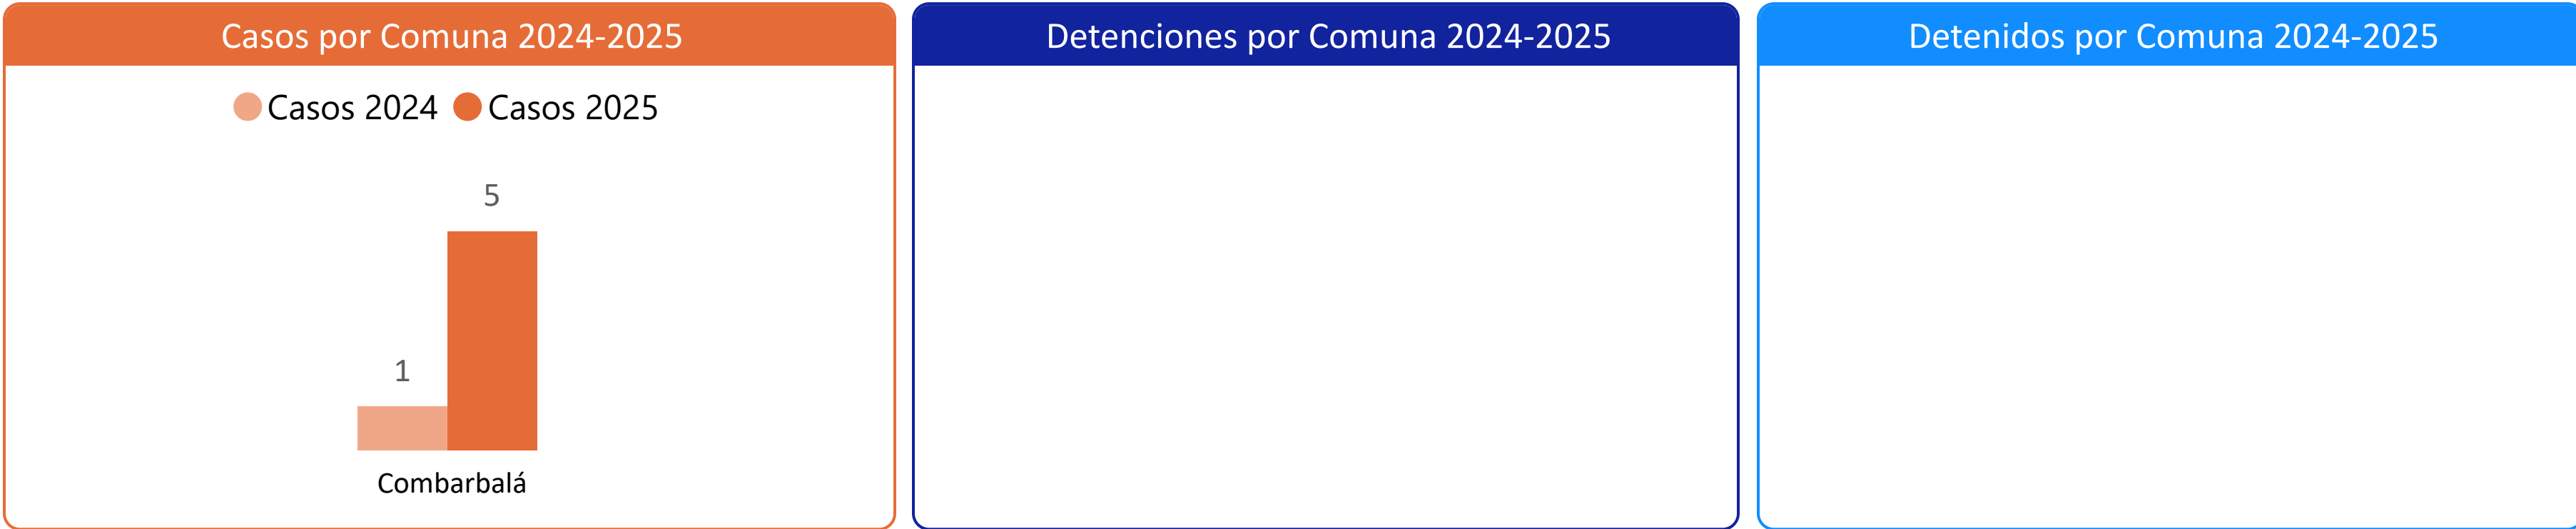 Casos por Comuna 2024-2025
Casos 2024 Casos 2025
5
1
Combarbalá
Detenciones por Comuna 2024-2025
Detenidos por Comuna 2024-2025